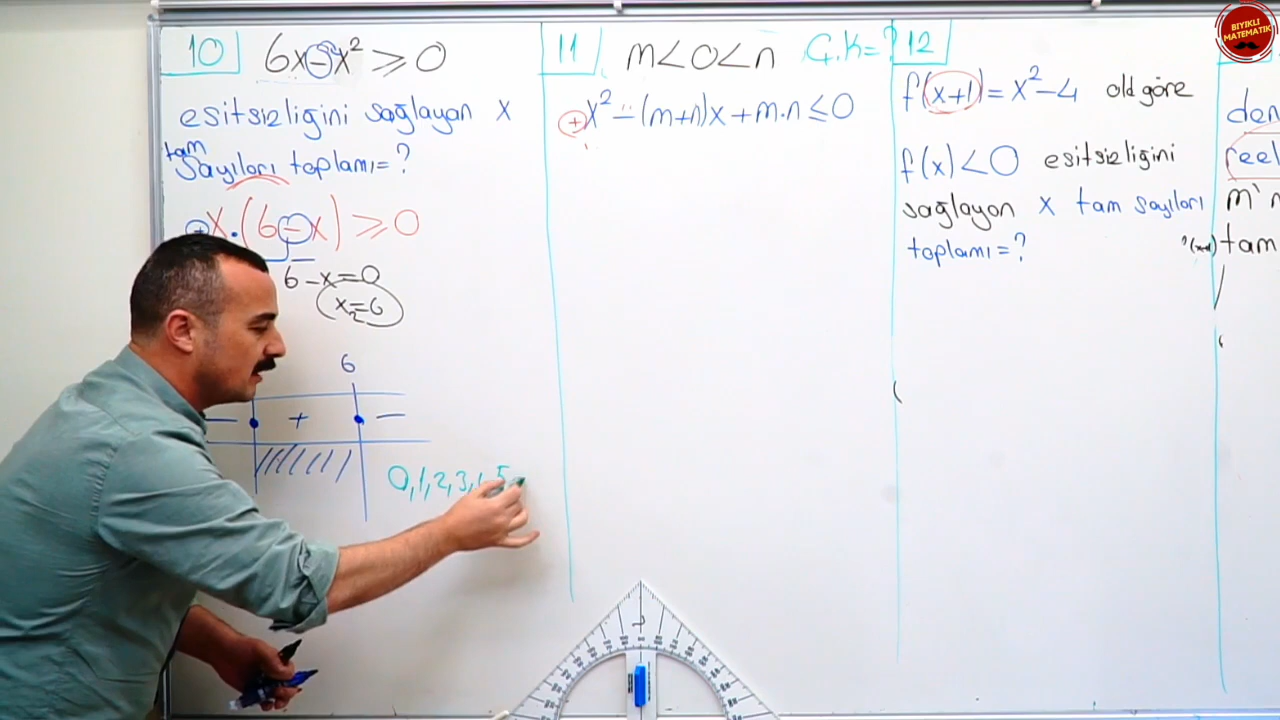 10
6x-x² ≥ 0
eşitsizliğini sağlayan x
tam
sayıları toplamı=?
x.(6-x) ≥ 0
6-x=0
x₂=6
6
- + -
0,1,2,3,4,5
11
m<0<n Ç.K=?
x²-(m+n)x+m.n ≤ 0
12
f(x+1)=x²-4 old göre
f(x)<0 eşitsizliğini
sağlayan x tam sayıları
toplamı=?
den
reel
m'n
tam
BIYIKLI
MATEMATİK